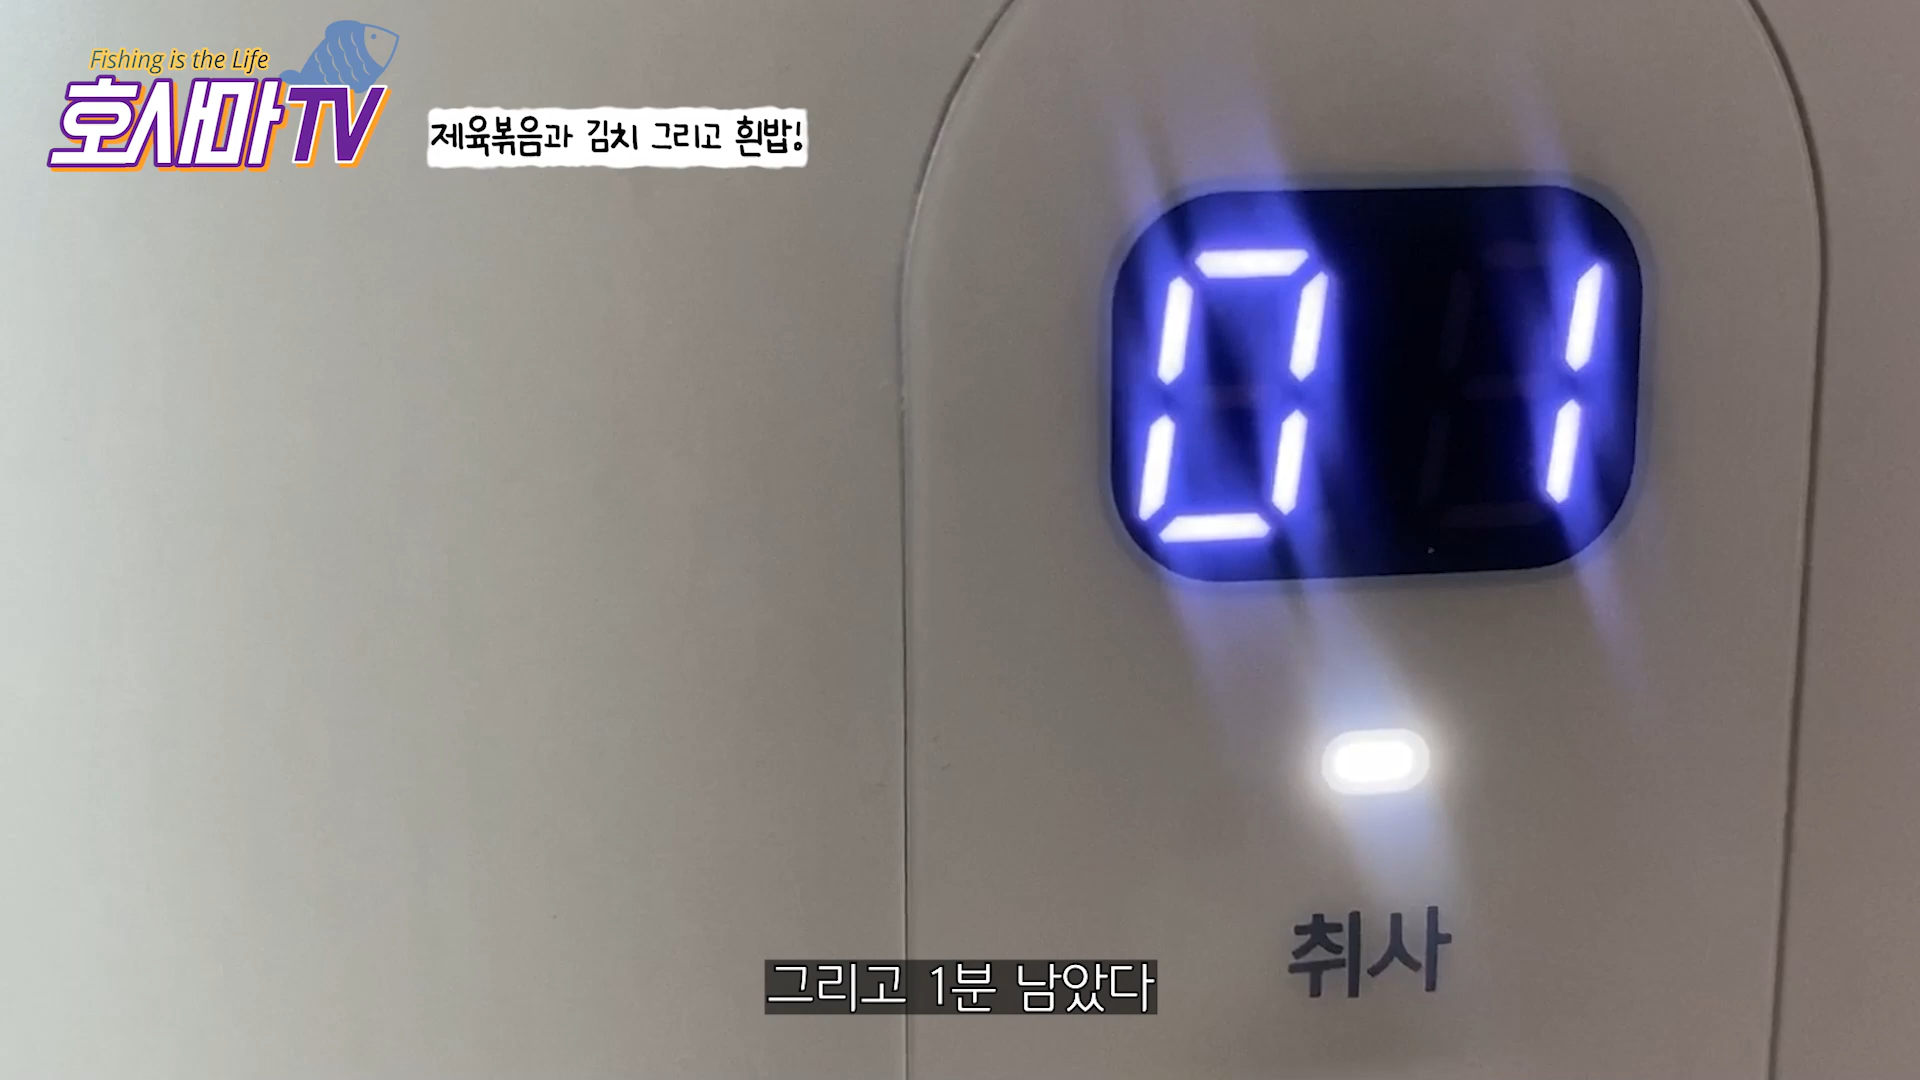 Fishing is the Life
호사마TV
제육볶음과 김치 그리고 흰밥!
01
취사
그리고 1분 남았다